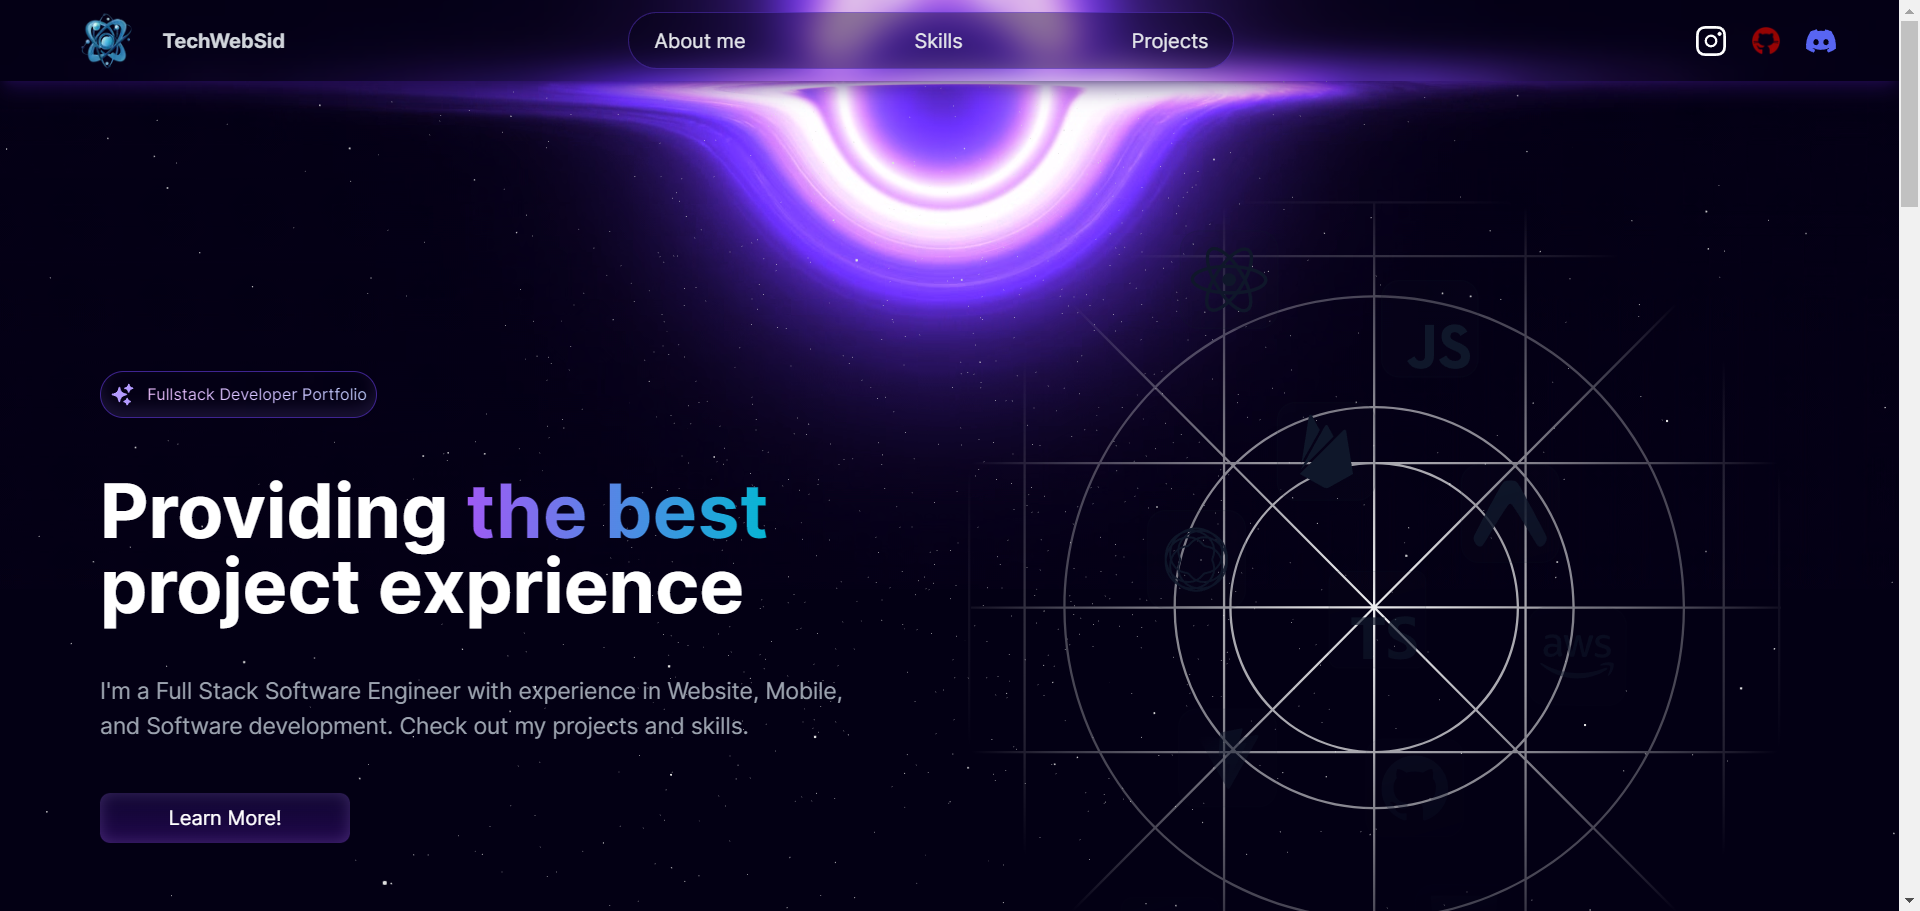 TechWebSid
About me
Skills
Projects
Fullstack Developer Portfolio
Providing the best
project exprience
I'm a Full Stack Software Engineer with experience in Website, Mobile,
and Software development. Check out my projects and skills.
Learn More!
JS
TS
aws